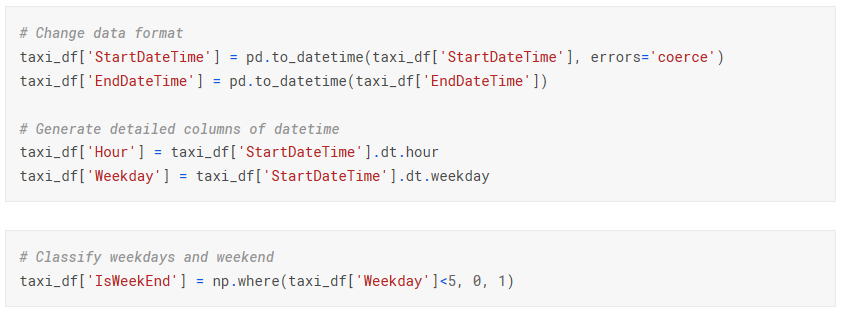 # Change data format
taxi_df['StartDateTime'] = pd.to_datetime(taxi_df['StartDateTime'], errors='coerce')
taxi_df['EndDateTime'] = pd.to_datetime(taxi_df['EndDateTime'])
# Generate detailed columns of datetime
taxi_df['Hour'] = taxi_df['StartDateTime'].dt.hour
taxi_df['Weekday'] = taxi_df['StartDateTime'].dt.weekday
# Classify weekdays and weekend
taxi_df['IsWeekEnd'] = np.where(taxi_df['Weekday']<5, 0, 1)